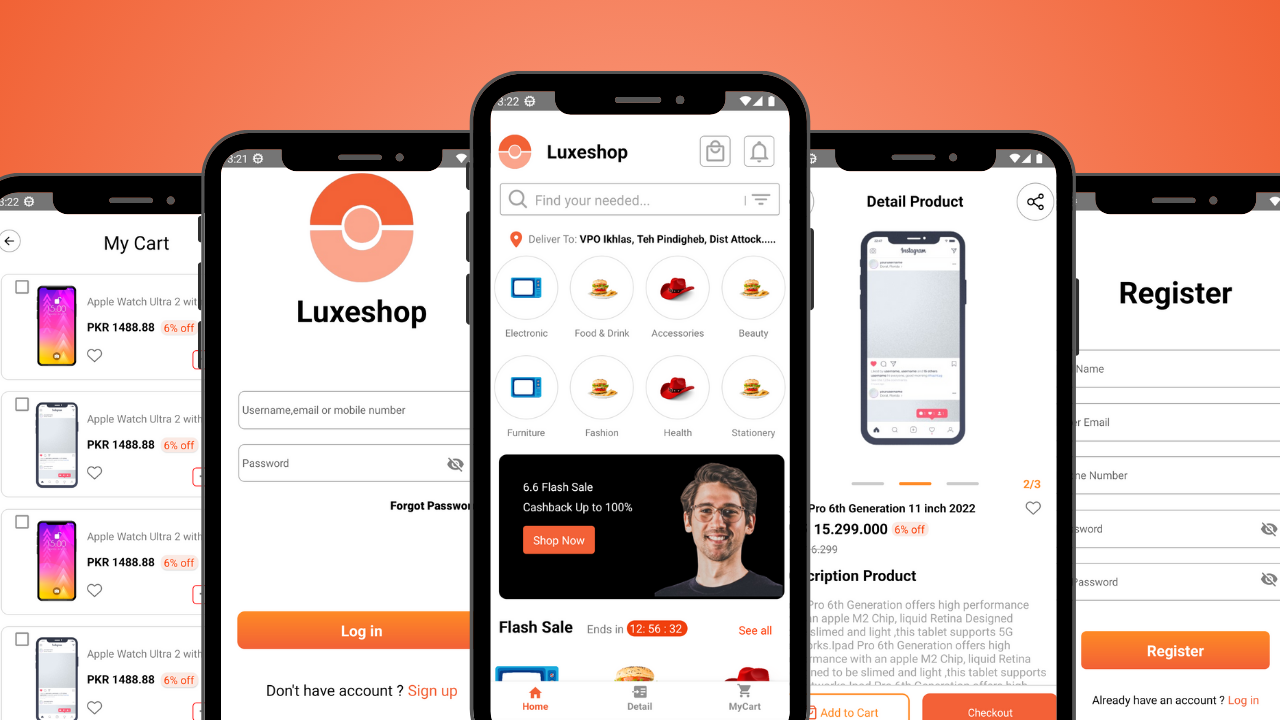 3:22
My Cart
Apple Watch Ultra 2 with
PKR 1488.88 6% off
Apple Watch Ultra 2 with
PKR 1488.88 6% off
Apple Watch Ultra 2 with
PKR 1488.88 6% off
Apple Watch Ultra 2 with
PKR 1488.88 6% off
3:21
Luxeshop
Username,email or mobile number
Password
Forgot Passwor
Log in
Don't have account ? Sign up
3:22
Luxeshop
Find your needed...
Deliver To: VPO Ikhlas, Teh Pindigheb, Dist Attock.....
Electronic Food & Drink Accessories Beauty
Furniture Fashion Health Stationery
6.6 Flash Sale
Cashback Up to 100%
Shop Now
Flash Sale Ends in 12: 56 : 32 See all
Home Detail MyCart
Detail Product
Instagram
2/3
Pro 6th Generation 11 inch 2022
15.299.000 6% off
6.299
cription Product
Pro 6th Generation offers high performance
n apple M2 Chip, liquid Retina Designed
slimed and light ,this tablet supports 5G
orks.Ipad Pro 6th Generation offers high
rmance with an apple M2 Chip, liquid Retina
ned to be slimed and light ,this tablet supports
tworks.Ipad Pro 6th Generation offers high
Add to Cart Checkout
Register
Name
r Email
ne Number
sword
Password
Register
Already have an account ? Log in